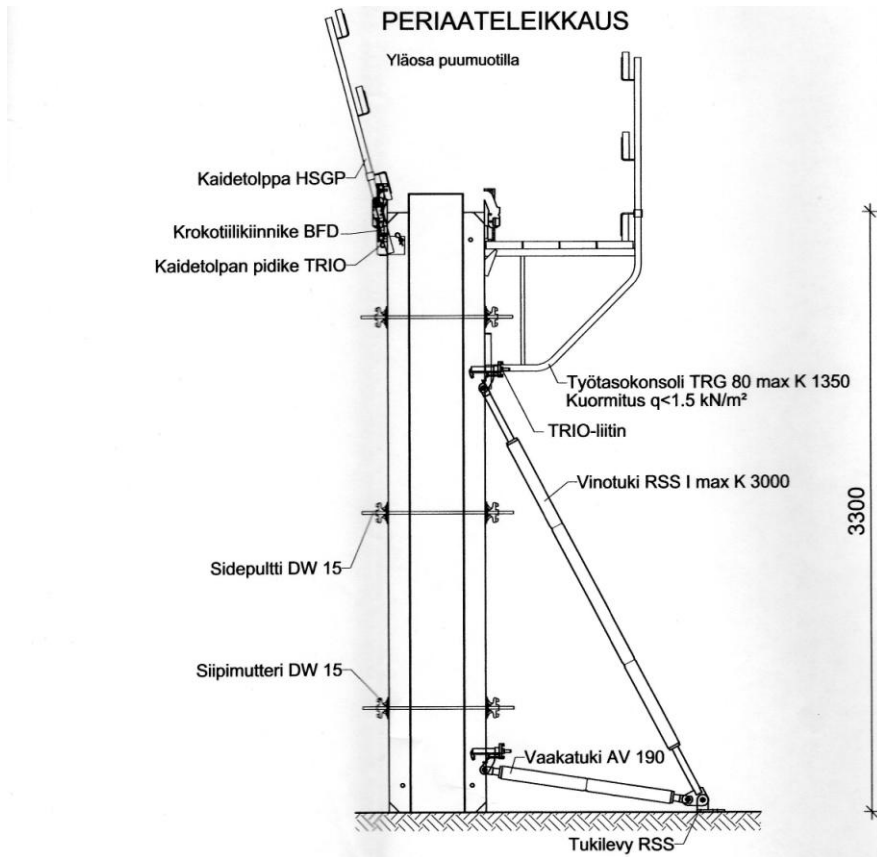 PERIAATELEIKKAUS
Yläosa puumuotilla
Kaidetolppa HSGP
Krokotiilikiinnike BFD
Kaidetolpan pidike TRIO
Työtasokonsoli TRG 80 max K 1350
Kuormitus q<1.5 kN/m²
TRIO-liitin
Vinotuki RSS I max K 3000
3300
Sidepultti DW 15
Siipimutteri DW 15
Vaakatuki AV 190
Tukilevy RSS